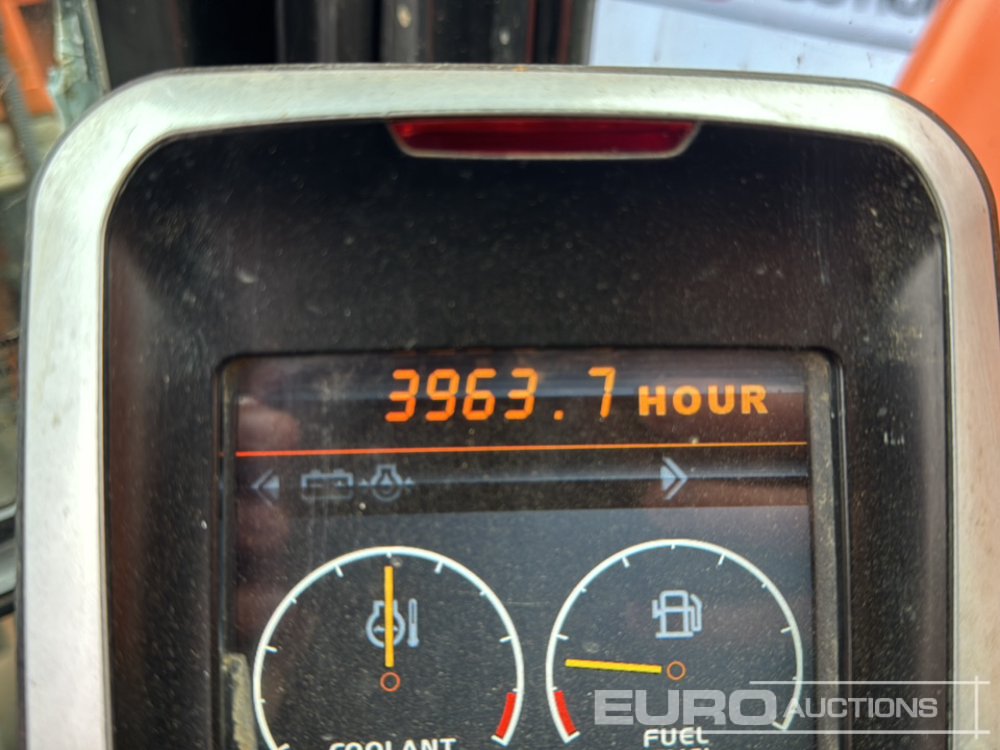 3963.7 HOUR
COOLANT
FUEL
EURO AUCTIONS